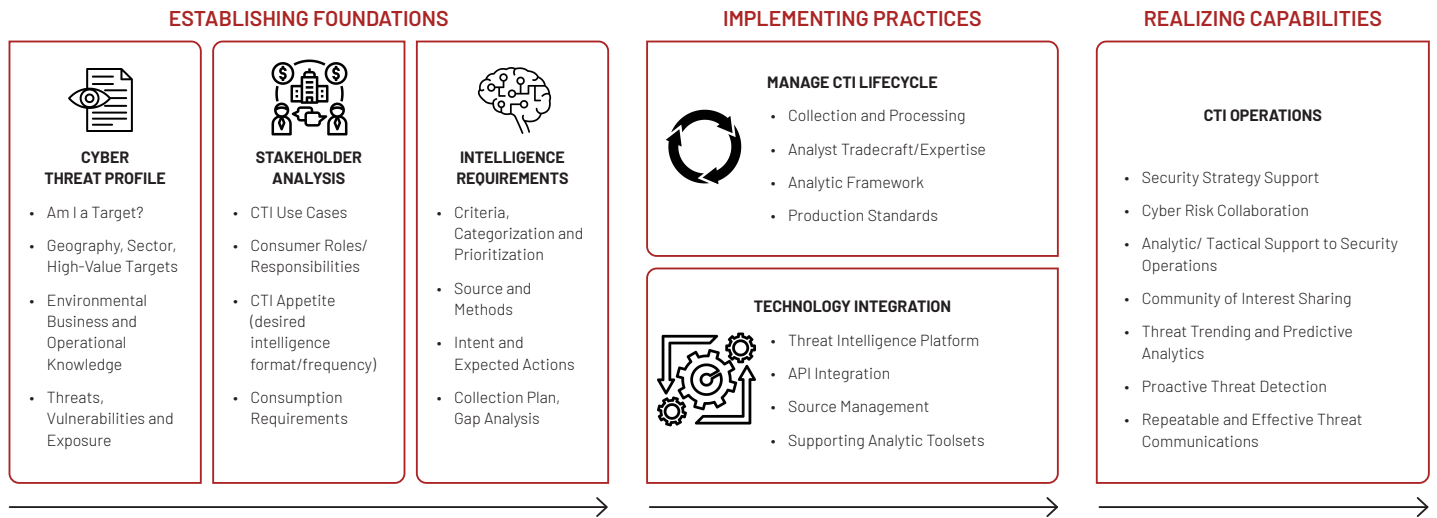 ESTABLISHING FOUNDATIONS
CYBER
THREAT PROFILE
• Am I a Target?
• Geography, Sector,
High-Value Targets
• Environmental
Business and
Operational
Knowledge
• Threats,
Vulnerabilities and
Exposure
$ $
STAKEHOLDER
ANALYSIS
• CTI Use Cases
• Consumer Roles/
Responsibilities
• CTI Appetite
(desired
intelligence
format/frequency)
• Consumption
Requirements
INTELLIGENCE
REQUIREMENTS
• Criteria,
Categorization and
Prioritization
• Source and
Methods
• Intent and
Expected Actions
• Collection Plan,
Gap Analysis
IMPLEMENTING PRACTICES
MANAGE CTI LIFECYCLE
• Collection and Processing
• Analyst Tradecraft/Expertise
• Analytic Framework
• Production Standards
TECHNOLOGY INTEGRATION
• Threat Intelligence Platform
• API Integration
• Source Management
• Supporting Analytic Toolsets
REALIZING CAPABILITIES
CTI OPERATIONS
• Security Strategy Support
• Cyber Risk Collaboration
• Analytic/ Tactical Support to Security
Operations
• Community of Interest Sharing
• Threat Trending and Predictive
Analytics
• Proactive Threat Detection
• Repeatable and Effective Threat
Communications